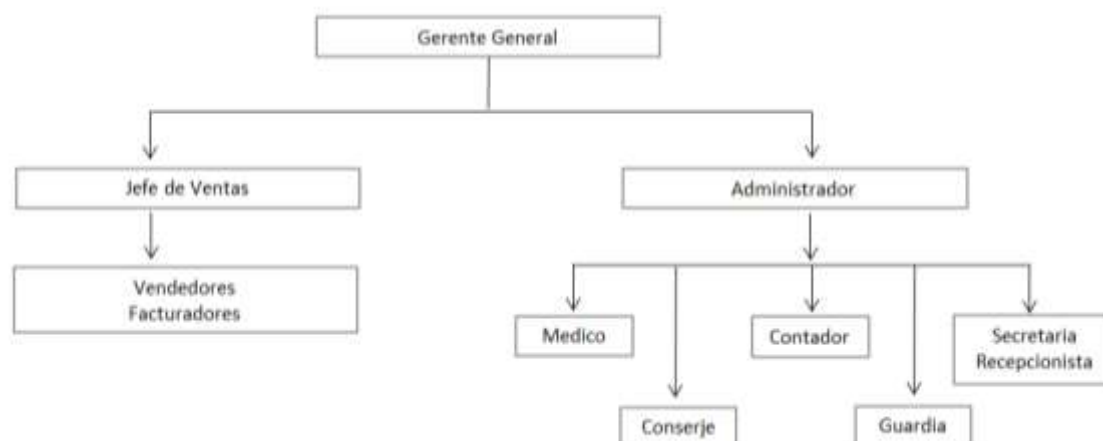 Gerente General
Jefe de Ventas
Administrador
Vendedores
Facturadores
Medico
Contador
Secretaria
Recepcionista
Conserje
Guardia